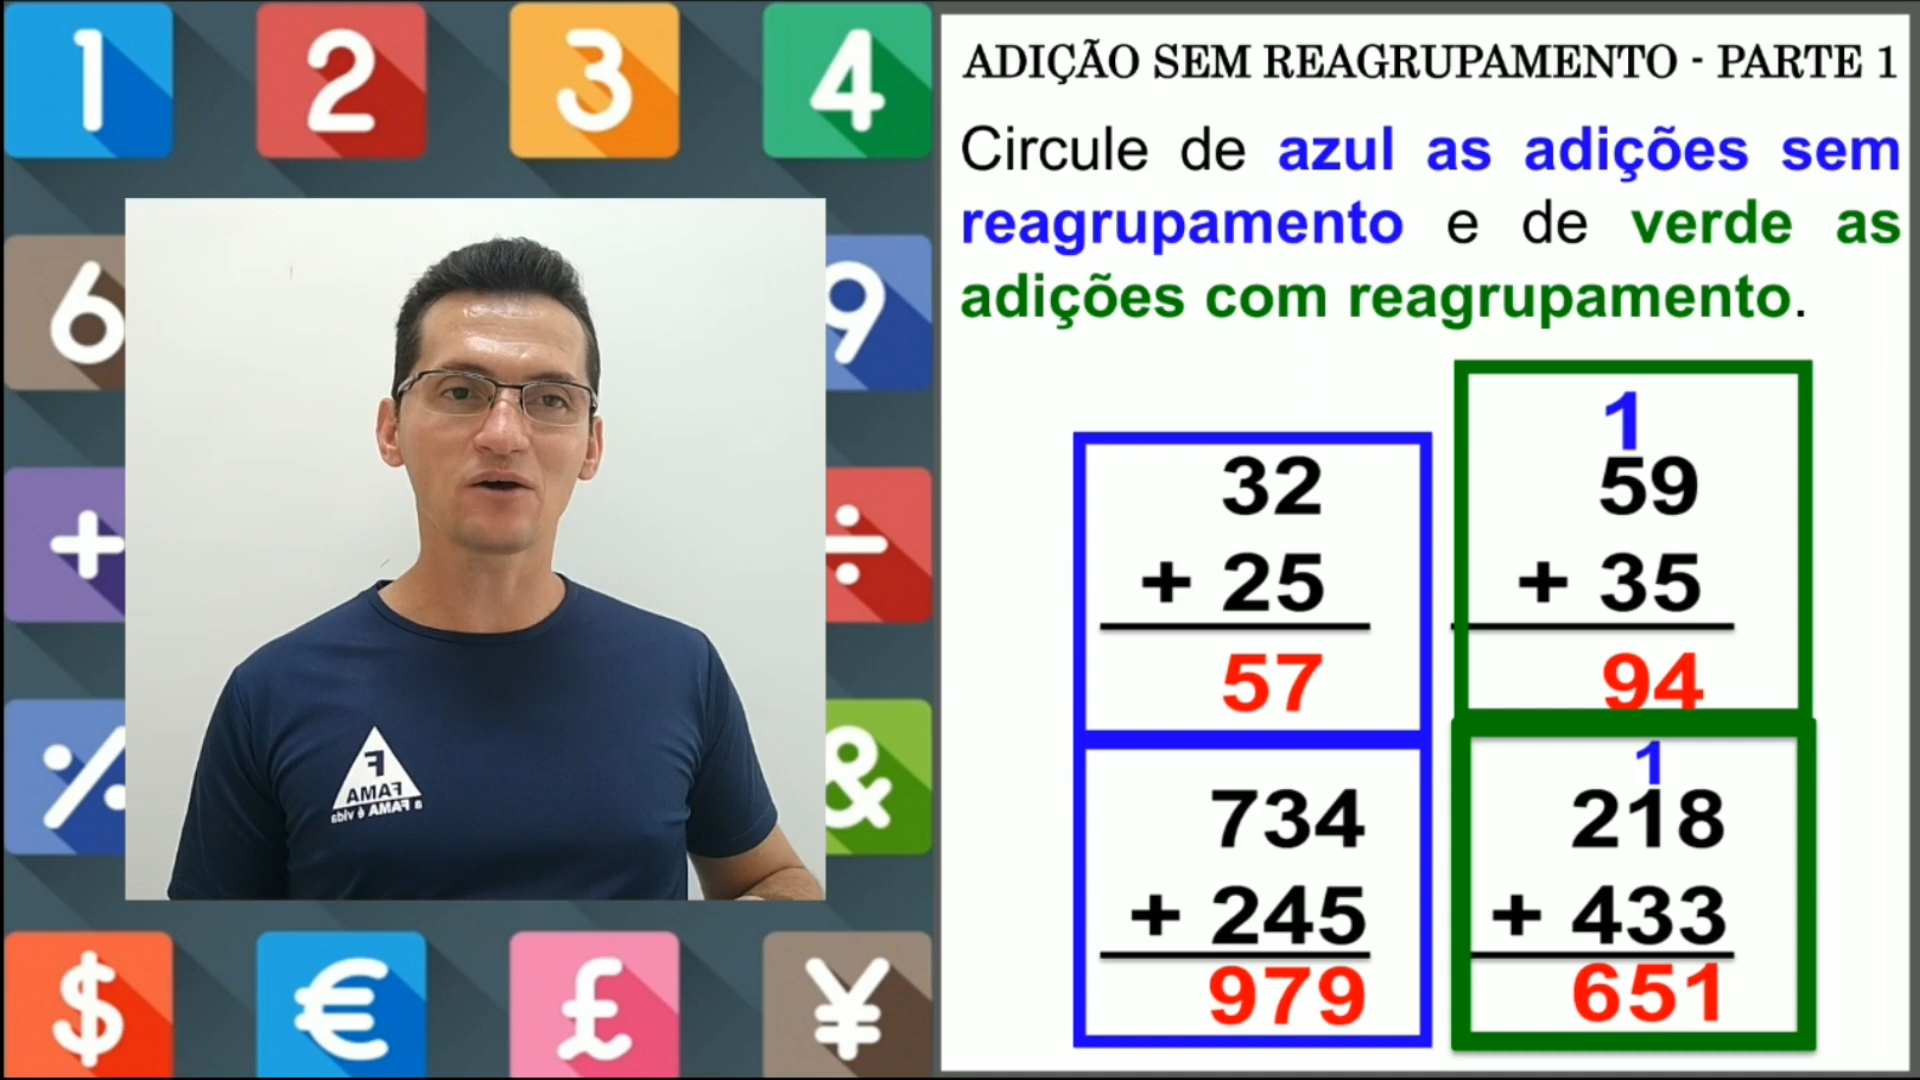 1 2 3 4
6 9
+ ÷
% &
$ € £ ¥
F
FAMA
a FAMA é vida
ADIÇÃO SEM REAGRUPAMENTO - PARTE 1
Circule de azul as adições sem
reagrupamento e de verde as
adições com reagrupamento.
32
+ 25
57
1
59
+ 35
94
734
+ 245
979
1
218
+ 433
651